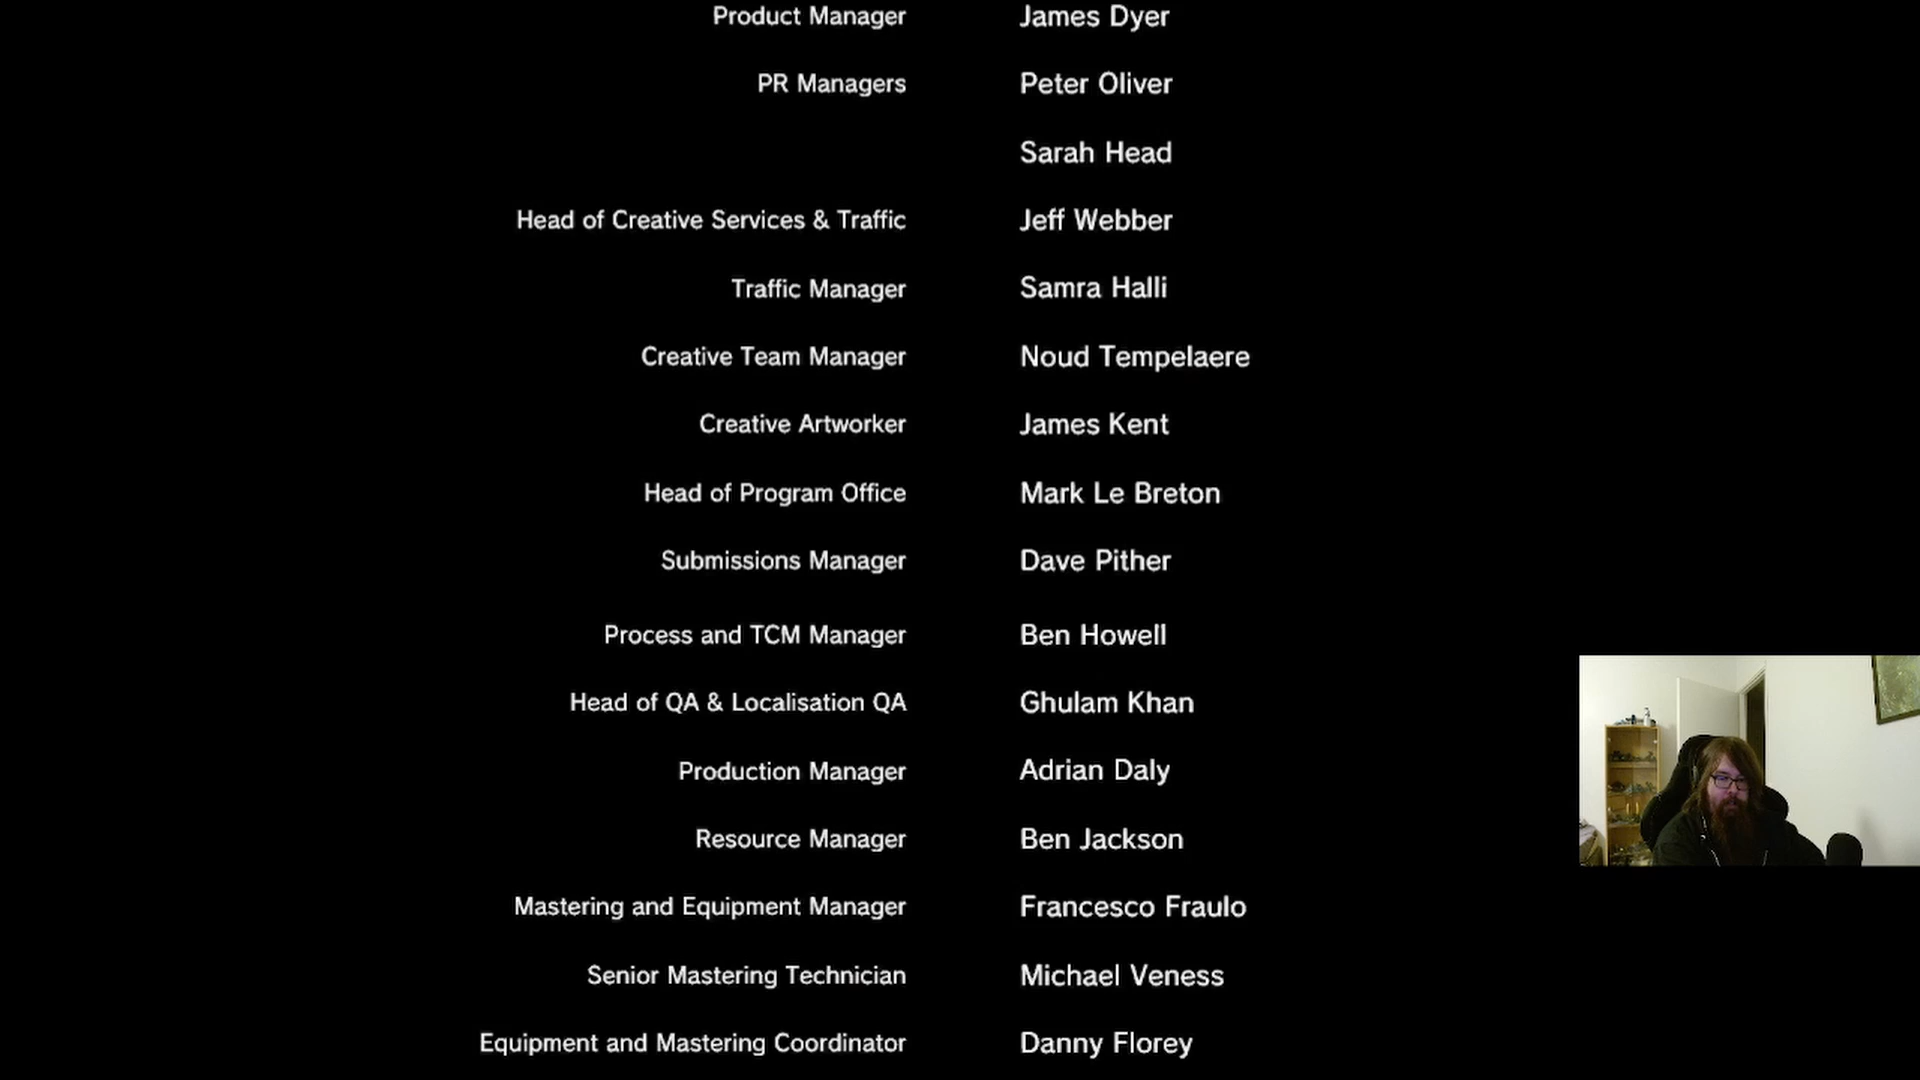 Product Manager James Dyer
PR Managers Peter Oliver
Sarah Head
Head of Creative Services & Traffic Jeff Webber
Traffic Manager Samra Halli
Creative Team Manager Noud Tempelaere
Creative Artworker James Kent
Head of Program Office Mark Le Breton
Submissions Manager Dave Pither
Process and TCM Manager Ben Howell
Head of QA & Localisation QA Ghulam Khan
Production Manager Adrian Daly
Resource Manager Ben Jackson
Mastering and Equipment Manager Francesco Fraulo
Senior Mastering Technician Michael Veness
Equipment and Mastering Coordinator Danny Florey